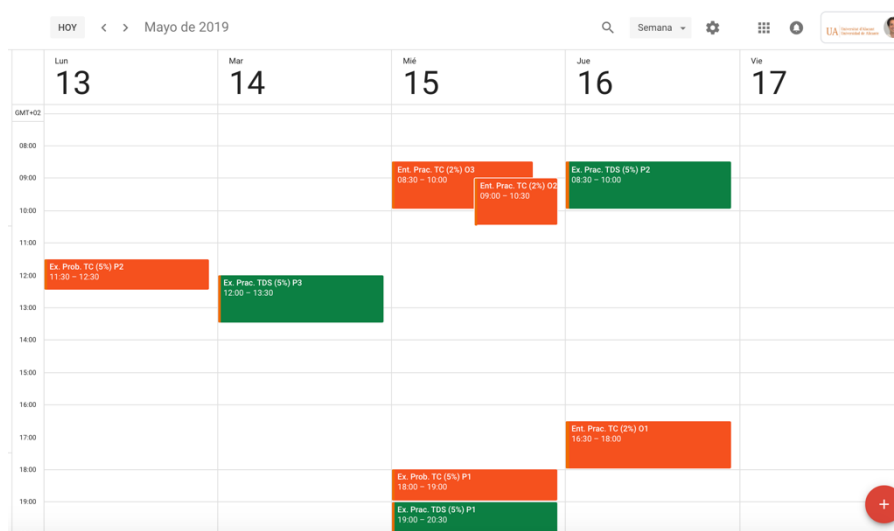 HOY
Mayo de 2019
Semana
UA
Lun
13
Mar
14
Mié
15
Jue
16
Vie
17
GMT+02
08:00
09:00
10:00
11:00
12:00
13:00
14:00
15:00
16:00
17:00
18:00
19:00
Ex. Prob. TC (5%) P2
11:30 – 12:30
Ex. Prac. TDS (5%) P3
12:00 – 13:30
Ent. Prac. TC (2%) O3
08:30 – 10:00
Ent. Prac. TC (2%) O2
09:00 – 10:30
Ex. Prob. TC (5%) P1
18:00 – 19:00
Ex. Prac. TDS (5%) P1
19:00 – 20:30
Ex. Prac. TDS (5%) P2
08:30 – 10:00
Ent. Prac. TC (2%) O1
16:30 – 18:00